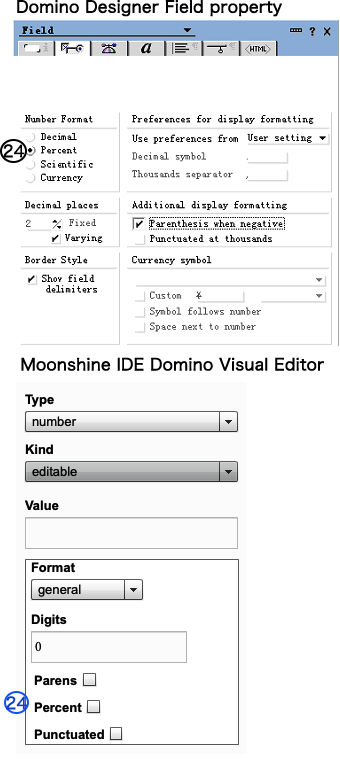 Domino Designer Field property
Field
? X
i a HTML
Number Format
Preferences for display formatting
Decimal
Use preferences from User setting
24 Percent
Decimal symbol .
Scientific
Thousands separator ,
Currency
Decimal places
Additional display formatting
2 Fixed
Parenthesis when negative
Varying
Punctuated at thousands
Border Style
Currency symbol
Show field
delimiters
Custom ¥
Symbol follows number
Space next to number
Moonshine IDE Domino Visual Editor
Type
number
Kind
editable
Value
Format
general
Digits
0
Parens
24 Percent
Punctuated